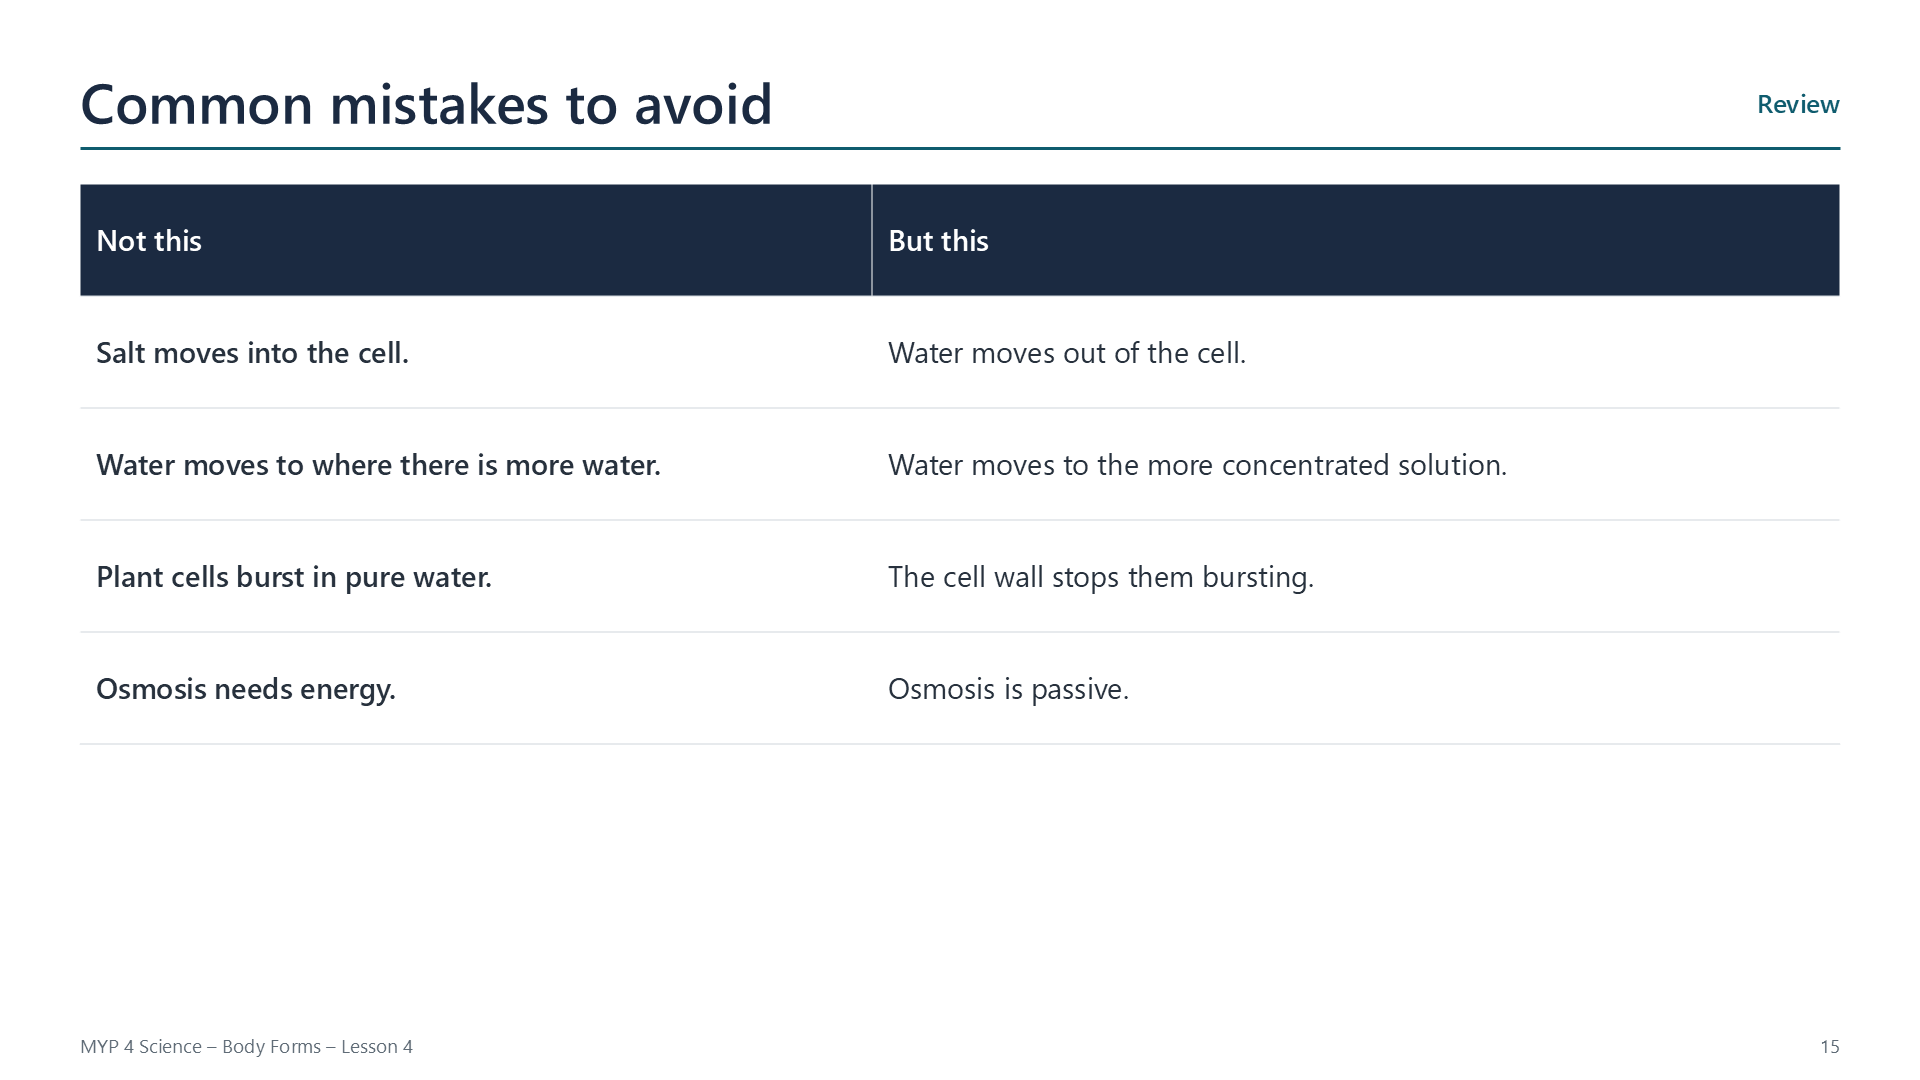 Common mistakes to avoid
Review
Not this
But this
Salt moves into the cell.
Water moves out of the cell.
Water moves to where there is more water.
Water moves to the more concentrated solution.
Plant cells burst in pure water.
The cell wall stops them bursting.
Osmosis needs energy.
Osmosis is passive.
MYP 4 Science – Body Forms – Lesson 4
15